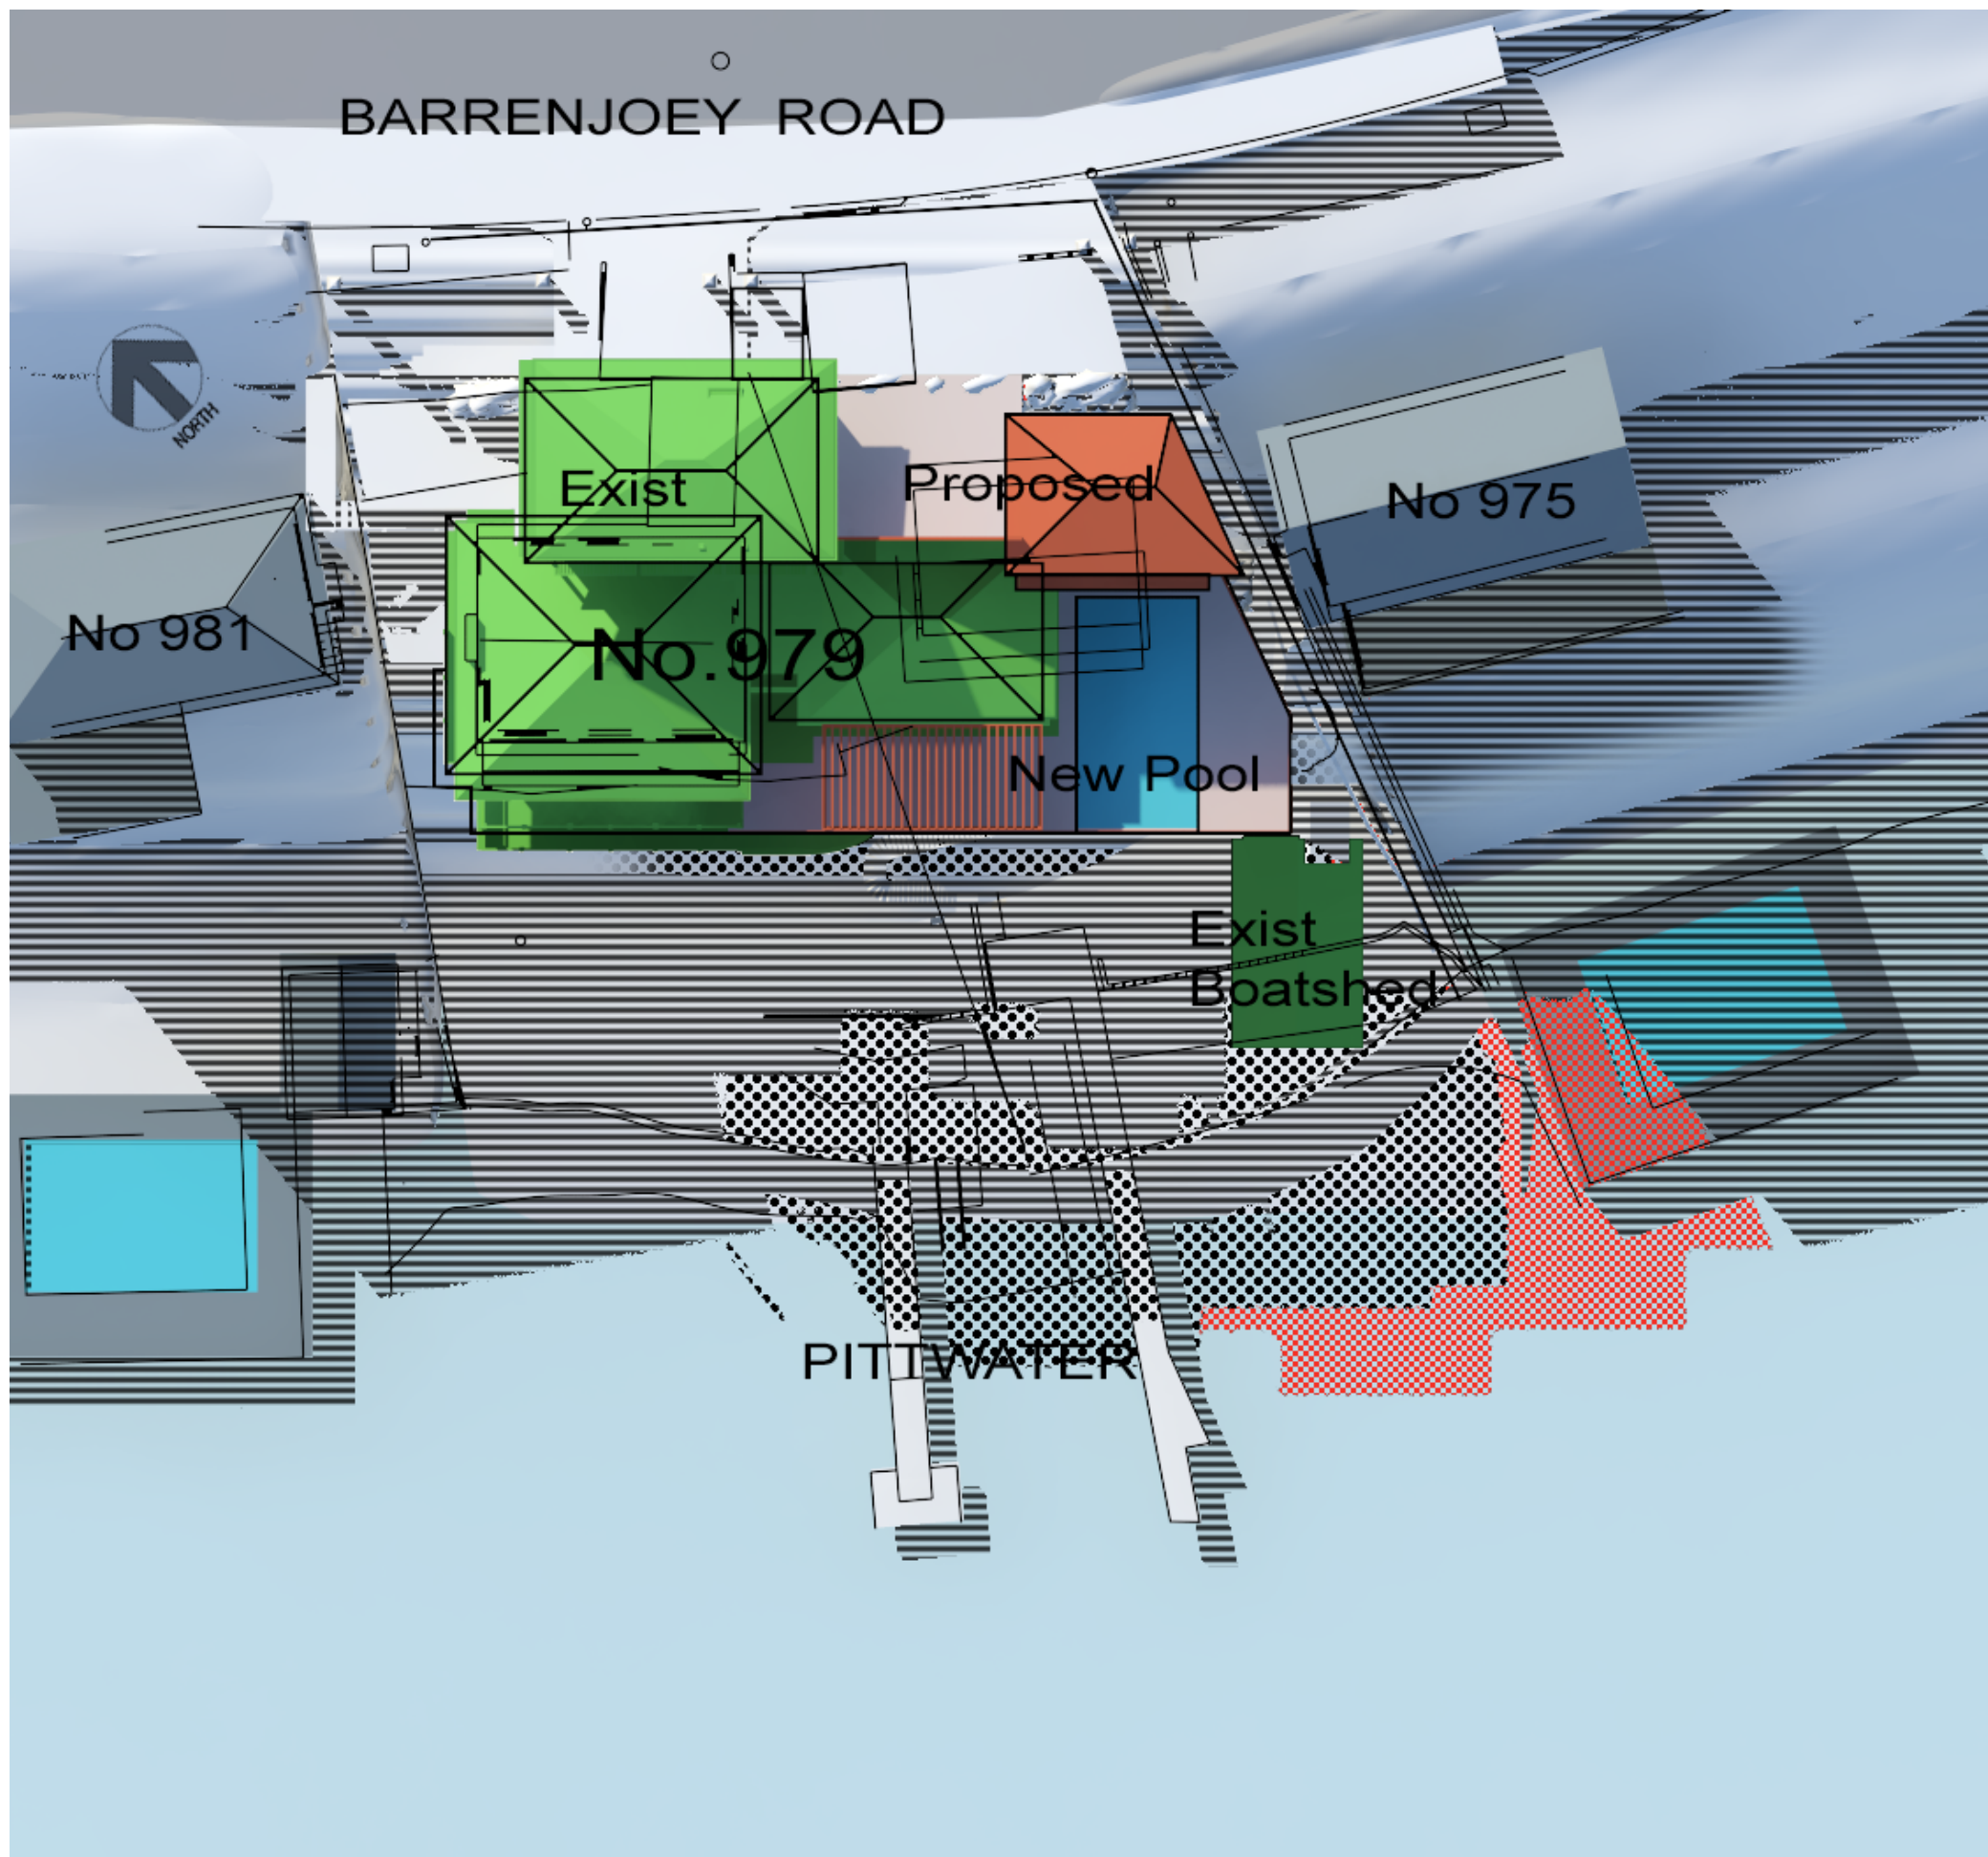 BARRENJOEY ROAD
NORTH
Exist
Proposed
No 975
No 981
No.979
New Pool
Exist
Boatshed
PITTWATER